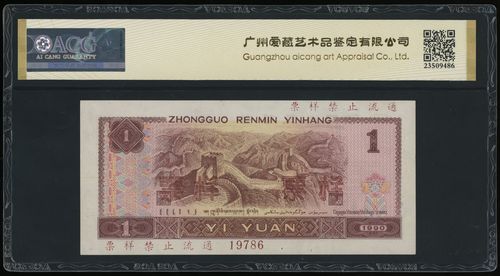 ACG
AI CANG GUARANTY
广州爱藏艺术品鉴定有限公司
Guangzhou aicang art Appraisal Co., Ltd.
23509486
票样禁止流通
ZHONGGUO RENMIN YINHANG
1
1
1
YI YUAN
1990
票样禁止流通 19786